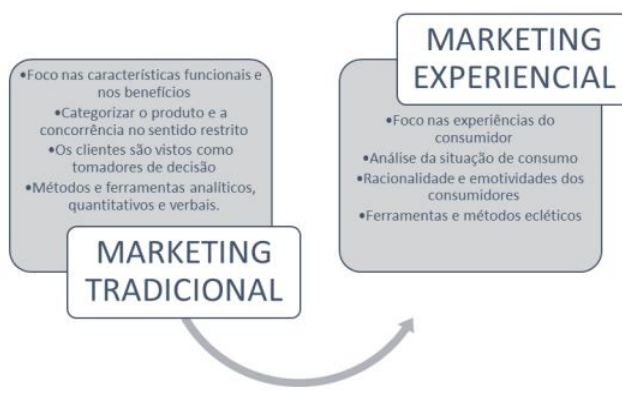 •Foco nas características funcionais e
nos benefícios
•Categorizar o produto e a
concorrência no sentido restrito
•Os clientes são vistos como
tomadores de decisão
•Métodos e ferramentas analíticos,
quantitativos e verbais.
MARKETING
TRADICIONAL
MARKETING
EXPERIENCIAL
•Foco nas experiências do
consumidor
•Análise da situação de consumo
•Racionalidade e emotividades dos
consumidores
•Ferramentas e métodos ecléticos